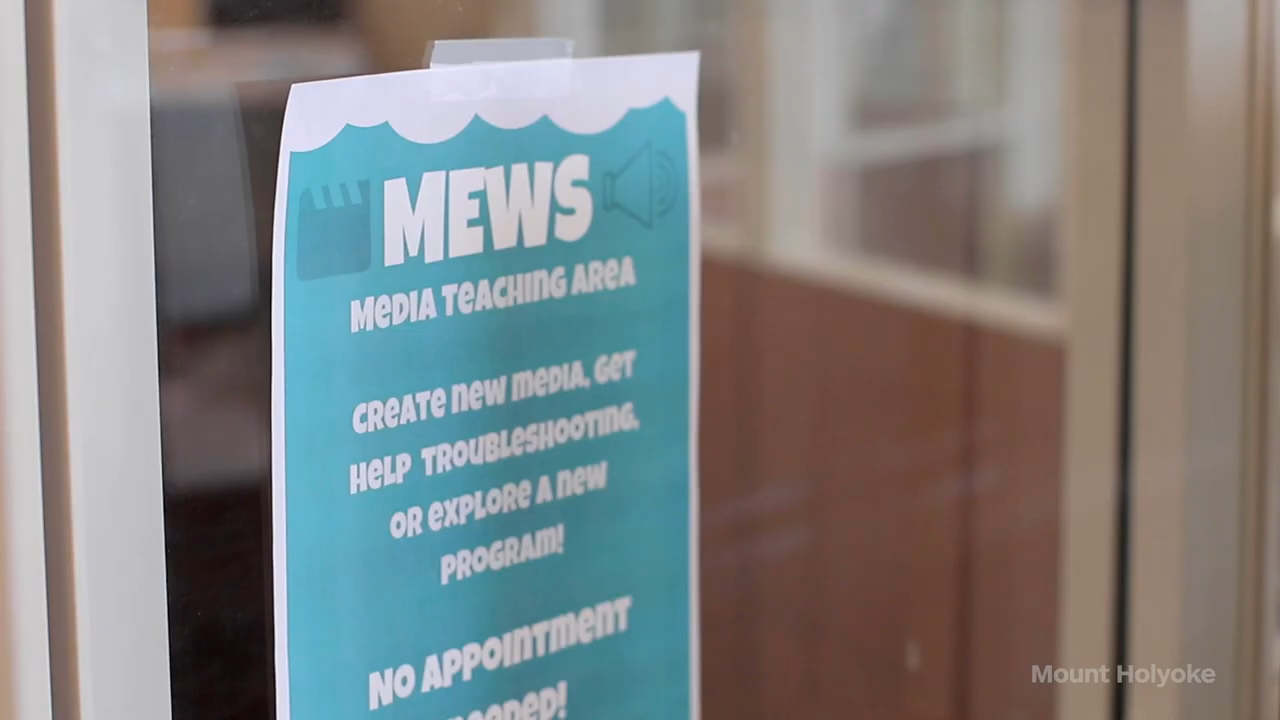 MEWS
MEDIA TEACHING AREA
CREATE NEW MEDIA, GET
HELP TROUBLESHOOTING,
OR EXPLORE A NEW
PROGRAM!
NO APPOINTMENT
Mount Holyoke